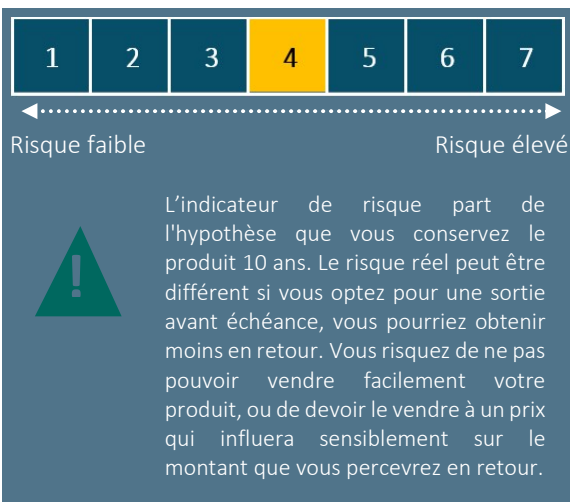 1 2 3 4 5 6 7
Risque faible Risque élevé
L’indicateur de risque part de
l'hypothèse que vous conservez le
produit 10 ans. Le risque réel peut être
différent si vous optez pour une sortie
avant échéance, vous pourriez obtenir
moins en retour. Vous risquez de ne pas
pouvoir vendre facilement votre
produit, ou de devoir le vendre à un prix
qui influera sensiblement sur le
montant que vous percevrez en retour.